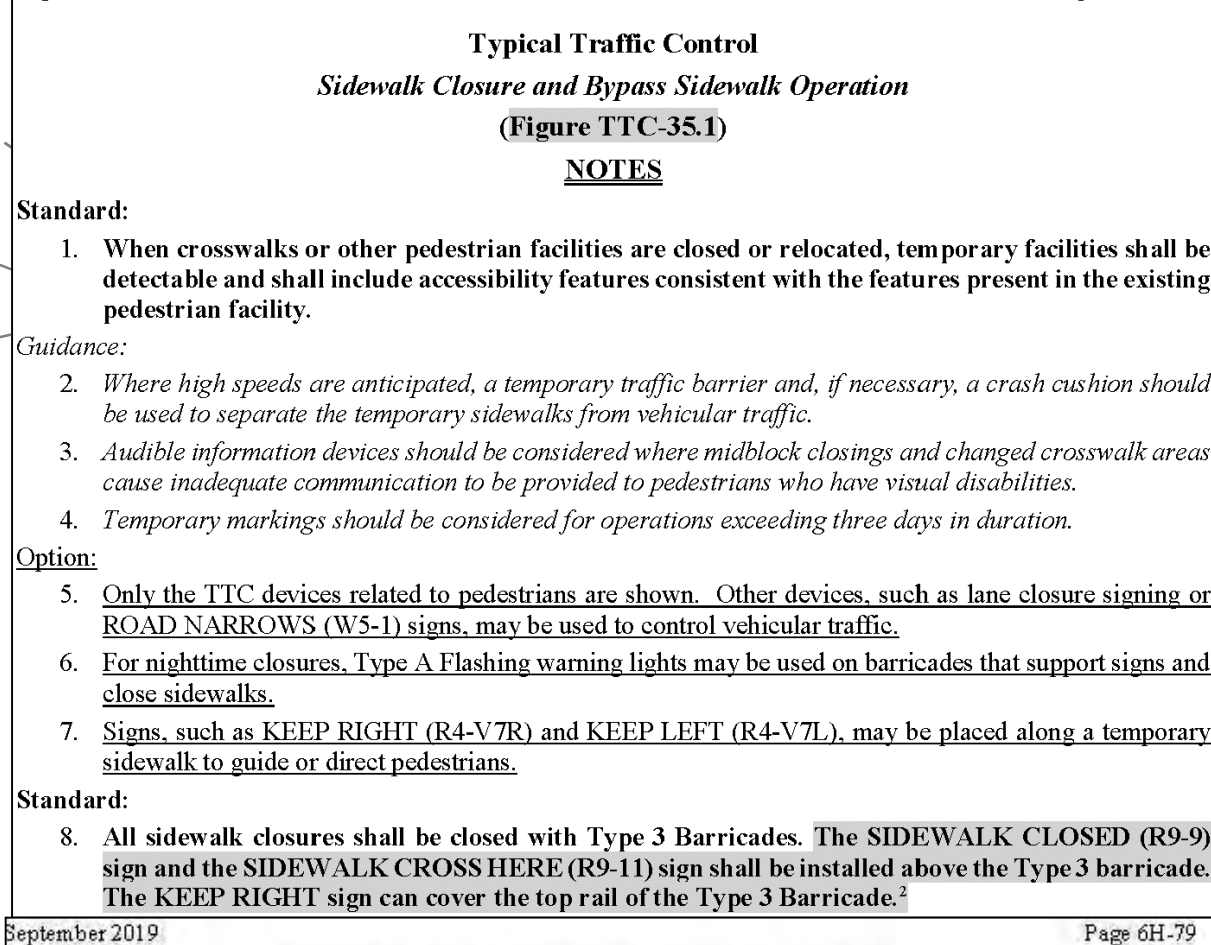 Typical Traffic Control
Sidewalk Closure and Bypass Sidewalk Operation
(Figure TTC-35.1)
NOTES
Standard:
1. When crosswalks or other pedestrian facilities are closed or relocated, temporary facilities shall be
detectable and shall include accessibility features consistent with the features present in the existing
pedestrian facility.
Guidance:
2. Where high speeds are anticipated, a temporary traffic barrier and, if necessary, a crash cushion should
be used to separate the temporary sidewalks from vehicular traffic.
3. Audible information devices should be considered where midblock closings and changed crosswalk areas
cause inadequate communication to be provided to pedestrians who have visual disabilities.
4. Temporary markings should be considered for operations exceeding three days in duration.
Option:
5. Only the TTC devices related to pedestrians are shown. Other devices, such as lane closure signing or
ROAD NARROWS (W5-1) signs, may be used to control vehicular traffic.
6. For nighttime closures, Type A Flashing warning lights may be used on barricades that support signs and
close sidewalks.
7. Signs, such as KEEP RIGHT (R4-V7R) and KEEP LEFT (R4-V7L), may be placed along a temporary
sidewalk to guide or direct pedestrians.
Standard:
8. All sidewalk closures shall be closed with Type 3 Barricades. The SIDEWALK CLOSED (R9-9)
sign and the SIDEWALK CROSS HERE (R9-11) sign shall be installed above the Type 3 barricade.
The KEEP RIGHT sign can cover the top rail of the Type 3 Barricade.²
September 2019 Page 6H-79